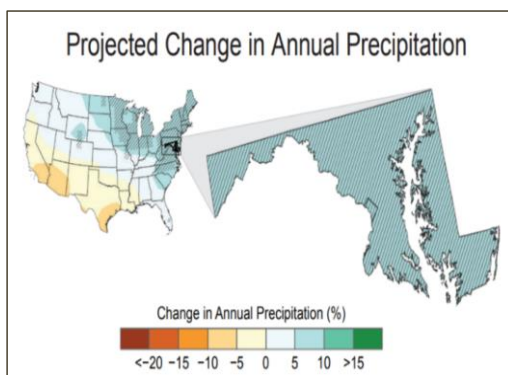 Projected Change in Annual Precipitation
Change in Annual Precipitation (%)
<−20 −15 −10 −5 0 5 10 >15